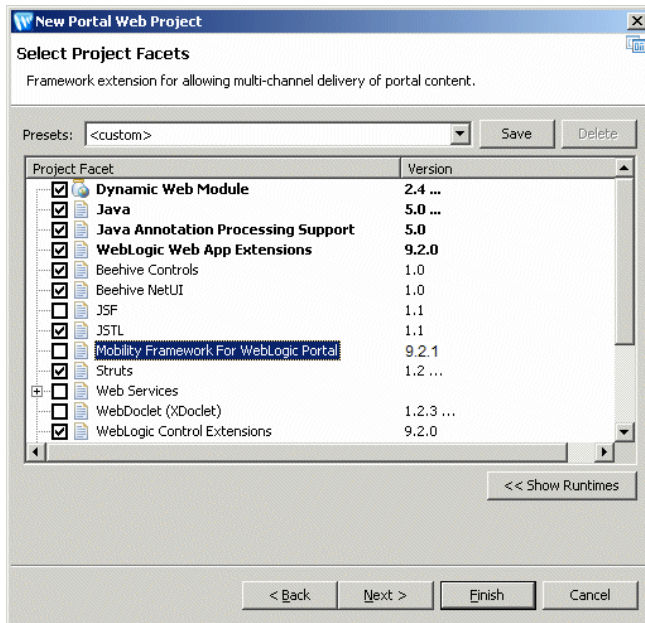 New Portal Web Project
Select Project Facets
Framework extension for allowing multi-channel delivery of portal content.
Presets: <custom> Save Delete
Project Facet Version
Dynamic Web Module 2.4 ...
Java 5.0 ...
Java Annotation Processing Support 5.0
WebLogic Web App Extensions 9.2.0
Beehive Controls 1.0
Beehive NetUI 1.0
JSF 1.1
JSTL 1.1
Mobility Framework For WebLogic Portal 9.2.1
Struts 1.2 ...
Web Services
WebDoclet (XDoclet) 1.2.3 ...
WebLogic Control Extensions 9.2.0
<< Show Runtimes
< Back Next > Finish Cancel